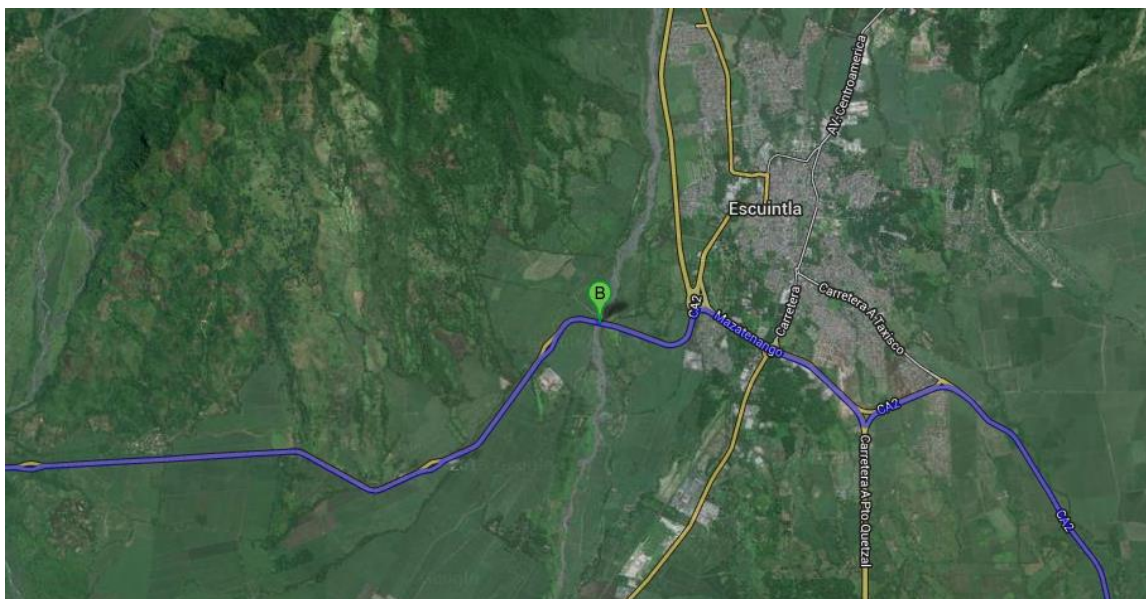 AV. Centroamerica
Escuintla
B
CA2
Mazatenango
Carretera
Carretera A Taxisco
CA2
Carretera A Pto Quetzal
CA2